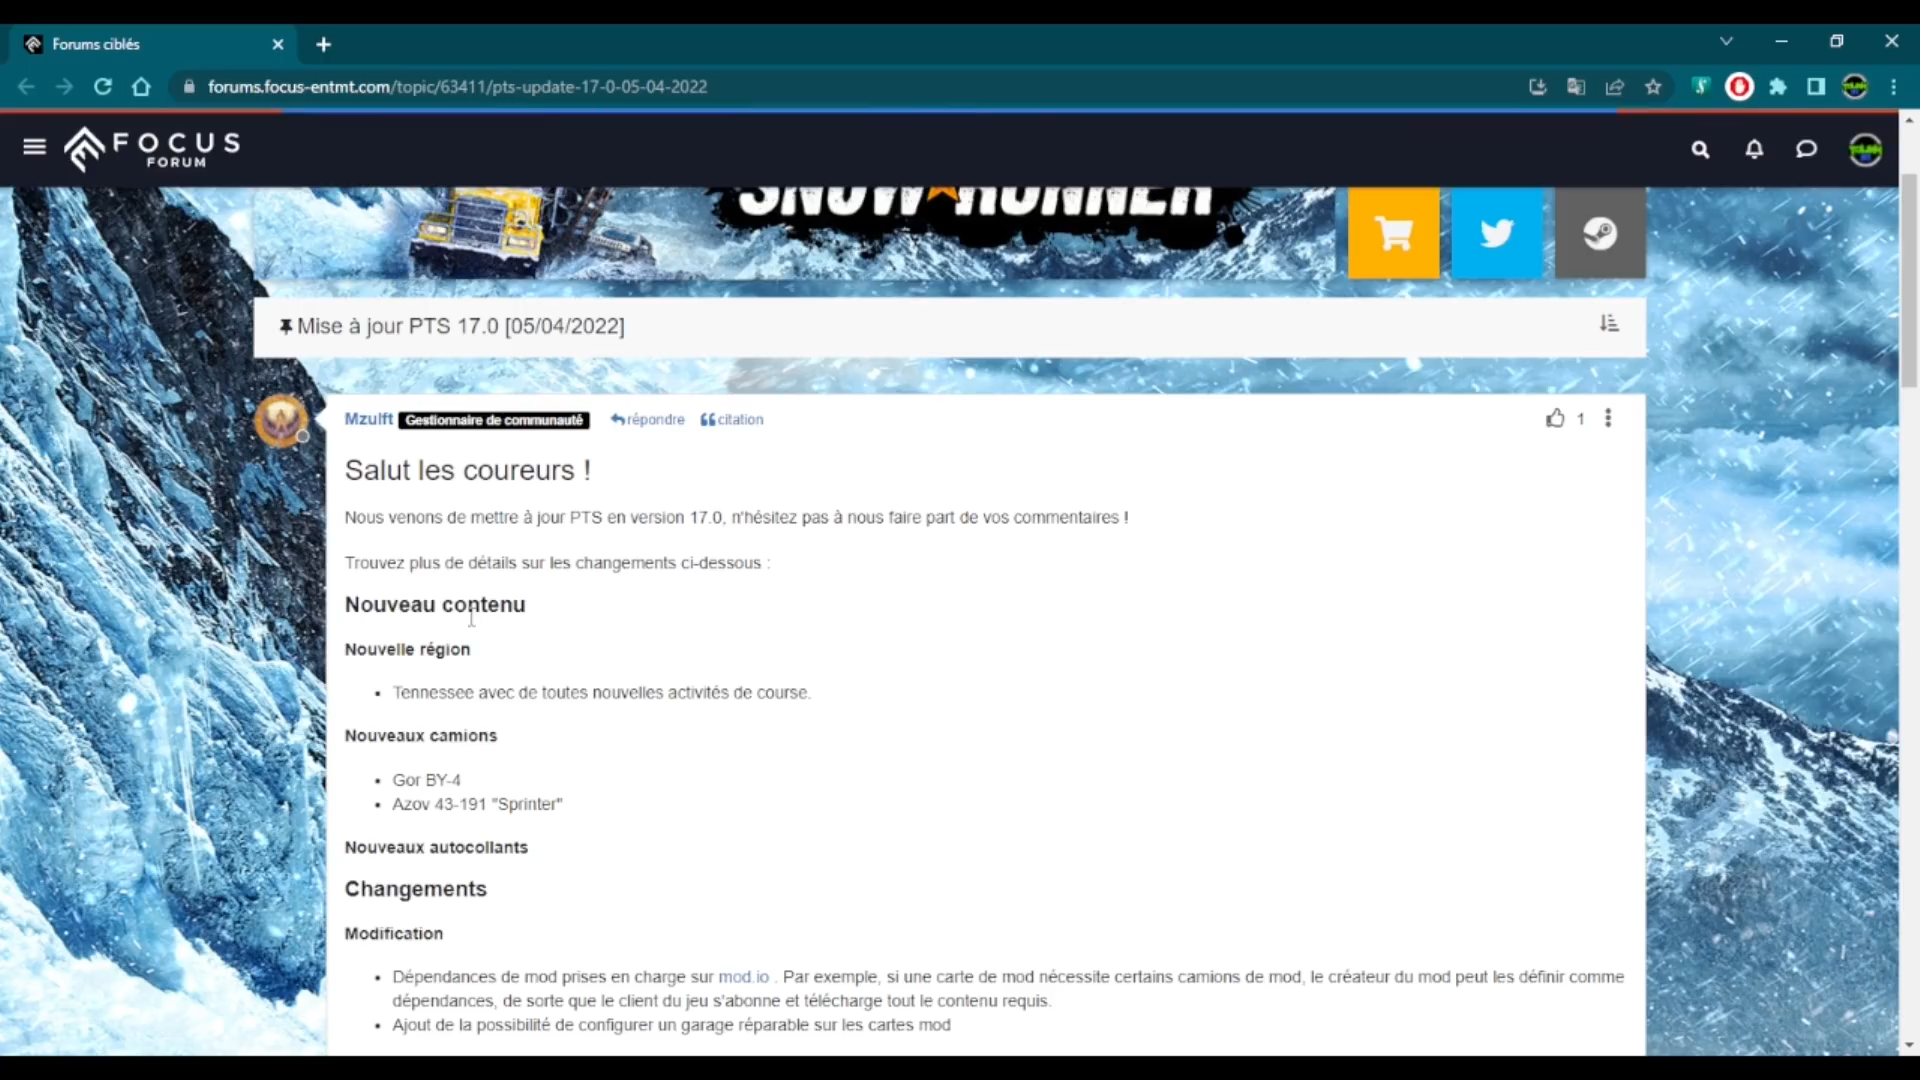 Forums ciblés
forums.focus-entmt.com/topic/63411/pts-update-17-0-05-04-2022
FOCUS
FORUM
SNOW RUNNER
Mise à jour PTS 17.0 [05/04/2022]
Mzulft Gestionnaire de communauté répondre citation 1
Salut les coureurs !
Nous venons de mettre à jour PTS en version 17.0, n'hésitez pas à nous faire part de vos commentaires !
Trouvez plus de détails sur les changements ci-dessous :
Nouveau contenu
Nouvelle région
• Tennessee avec de toutes nouvelles activités de course.
Nouveaux camions
• Gor BY-4
• Azov 43-191 "Sprinter"
Nouveaux autocollants
Changements
Modification
• Dépendances de mod prises en charge sur mod.io . Par exemple, si une carte de mod nécessite certains camions de mod, le créateur du mod peut les définir comme
dépendances, de sorte que le client du jeu s'abonne et télécharge tout le contenu requis.
• Ajout de la possibilité de configurer un garage réparable sur les cartes mod